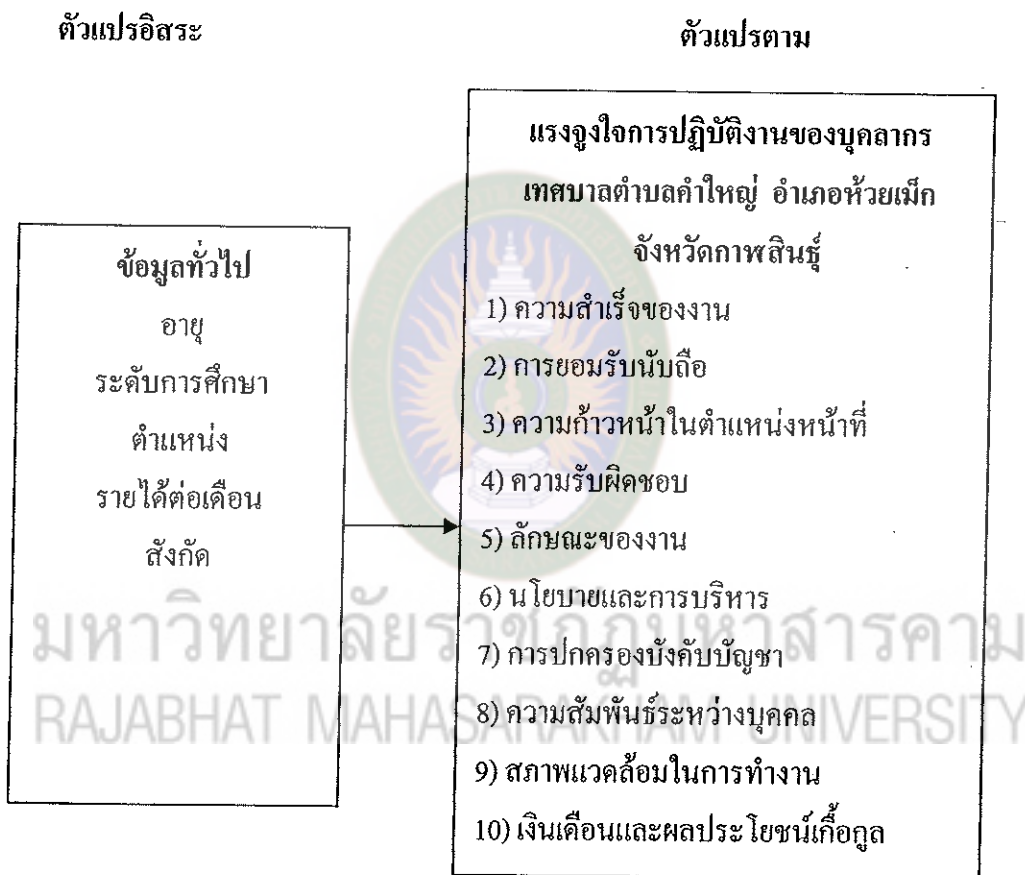 ตัวแปรอิสระ
ตัวแปรตาม
ข้อมูลทั่วไป
อายุ
ระดับการศึกษา
ตำแหน่ง
รายได้ต่อเดือน
สังกัด
แรงจูงใจการปฏิบัติงานของบุคลากร
เทศบาลตำบลคำใหญ่ อำเภอห้วยเม็ก
จังหวัดกาฬสินธุ์
1) ความสำเร็จของงาน
2) การยอมรับนับถือ
3) ความก้าวหน้าในตำแหน่งหน้าที่
4) ความรับผิดชอบ
5) ลักษณะของงาน
6) นโยบายและการบริหาร
7) การปกครองบังคับบัญชา
8) ความสัมพันธ์ระหว่างบุคคล
9) สภาพแวดล้อมในการทำงาน
10) เงินเดือนและผลประโยชน์เกื้อกูล
มหาวิทยาลัยราชภัฏมหาสารคาม
RAJABHAT MAHASARAKHAM UNIVERSITY